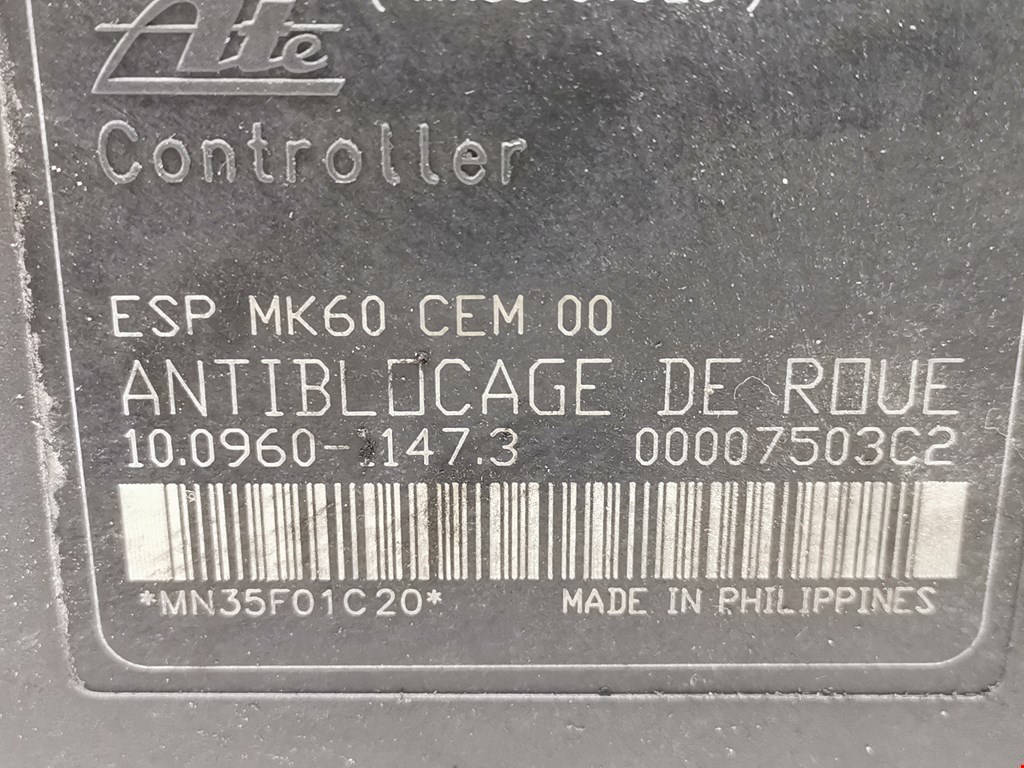 Ate
Controller
ESP MK60 CEM 00
ANTIBLOCAGE DE ROUE
10.0960-1147.3 00007503C2
*MN35F01C20* MADE IN PHILIPPINES